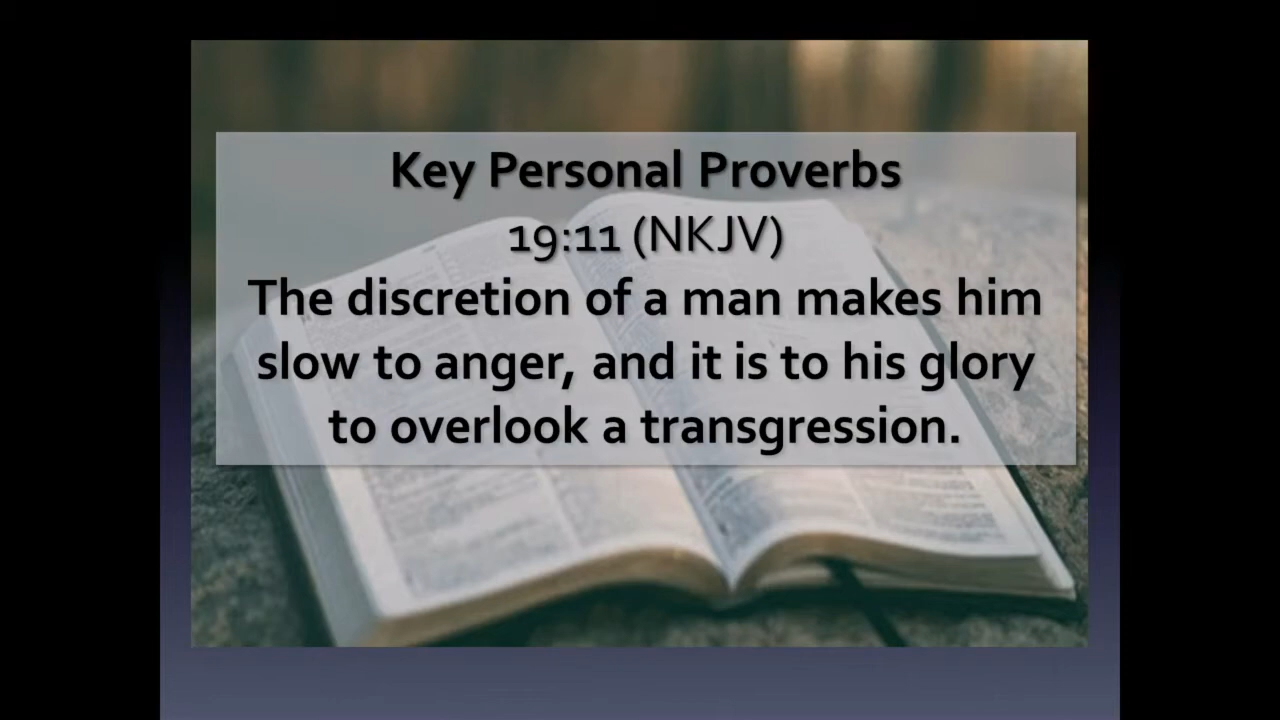 Key Personal Proverbs
19:11 (NKJV)
The discretion of a man makes him
slow to anger, and it is to his glory
to overlook a transgression.